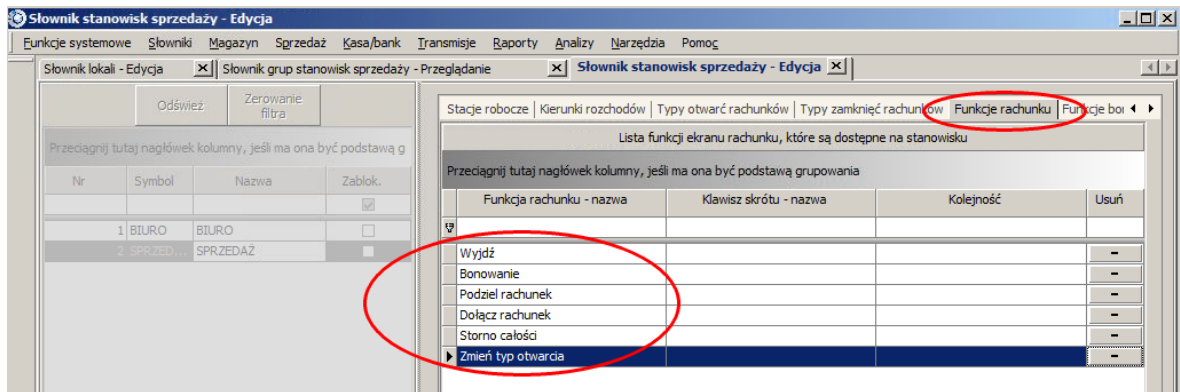 Słownik stanowisk sprzedaży - Edycja
Funkcje systemowe Słowniki Magazyn Sprzedaż Kasa/bank Transmisje Raporty Analizy Narzędzia Pomoc
Słownik lokali - Edycja Słownik grup stanowisk sprzedaży - Przeglądanie Słownik stanowisk sprzedaży - Edycja
Odśwież Zerowanie filtra
Przeciągnij tutaj nagłówek kolumny, jeśli ma ona być podstawą g
Nr Symbol Nazwa Zablok.
1 BIURO BIURO
2 SPRZED... SPRZEDAŻ
Stacje robocze Kierunki rozchodów Typy otwarć rachunków Typy zamknięć rachunków Funkcje rachunku Funkcje bon
Lista funkcji ekranu rachunku, które są dostępne na stanowisku
Przeciągnij tutaj nagłówek kolumny, jeśli ma ona być podstawą grupowania
Funkcja rachunku - nazwa Klawisz skrótu - nazwa Kolejność Usuń
Wyjdź -
Bonowanie -
Podziel rachunek -
Dołącz rachunek -
Storno całości -
Zmień typ otwarcia -